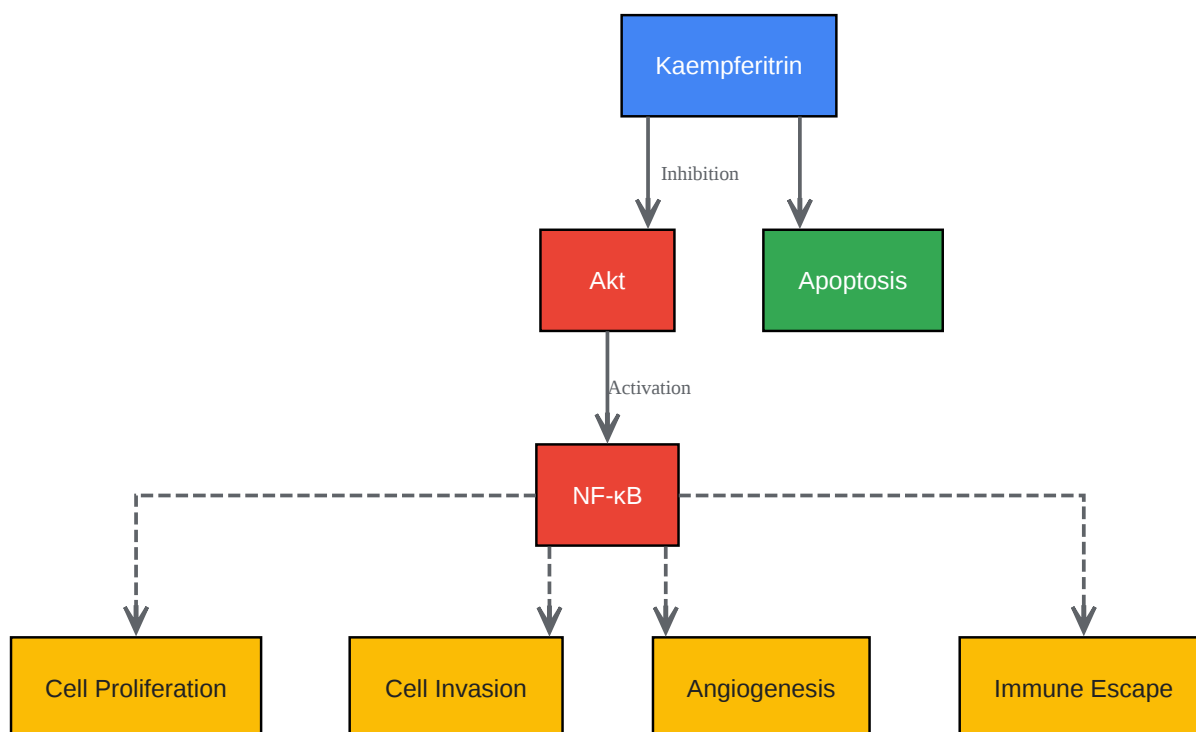 Kaempferitrin
Inhibition
Akt
Apoptosis
Activation
NF-κB
Cell Proliferation
Cell Invasion
Angiogenesis
Immune Escape